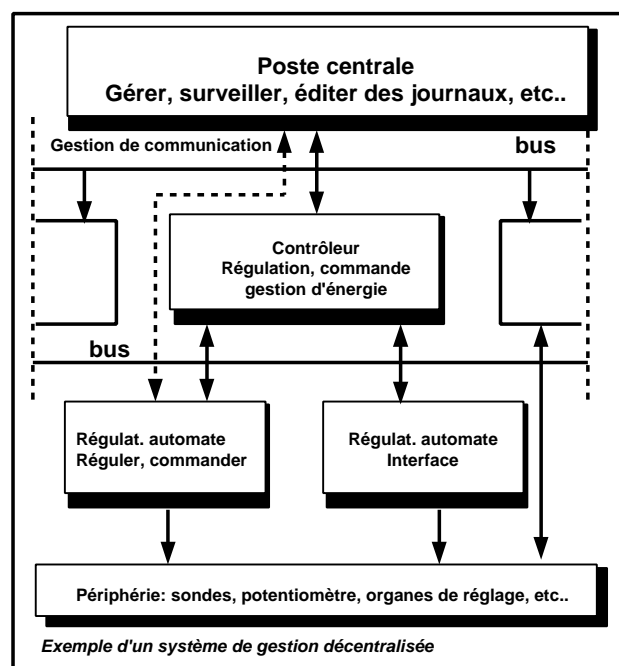 Poste centrale
Gérer, surveiller, éditer des journaux, etc..
Gestion de communication
bus
Contrôleur
Régulation, commande
gestion d'énergie
bus
Régulat. automate
Réguler, commander
Régulat. automate
Interface
Périphérie: sondes, potentiomètre, organes de réglage, etc..
Exemple d'un système de gestion décentralisée